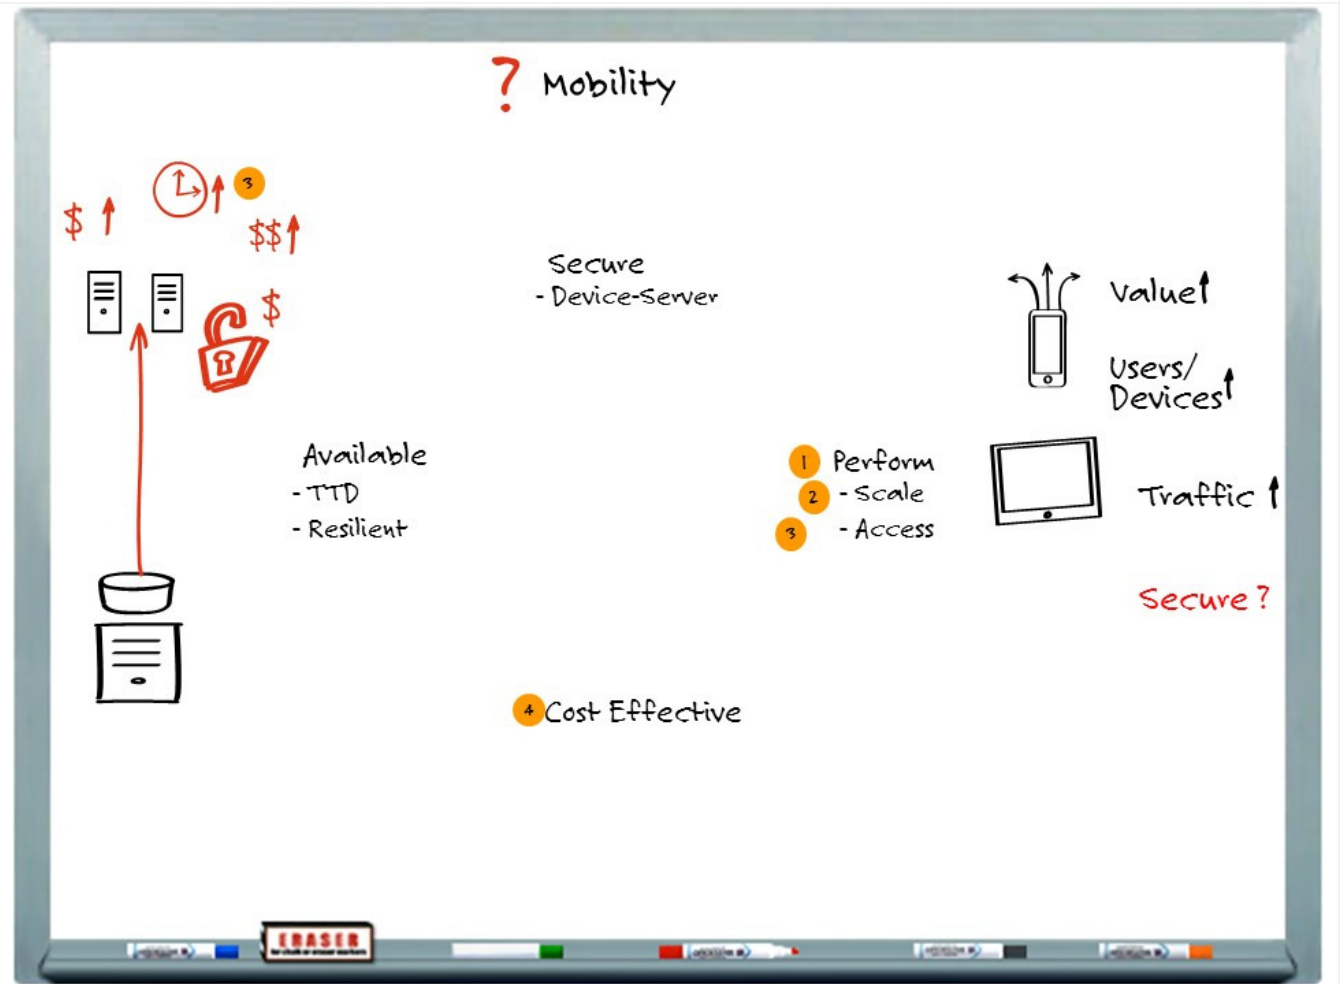 ? Mobility
3
$
$$
$
Secure
- Device-Server
Value
Users/
Devices
Available
- TTD
- Resilient
1 Perform
2 - Scale
3 - Access
Traffic
Secure ?
4 Cost Effective
ERASER